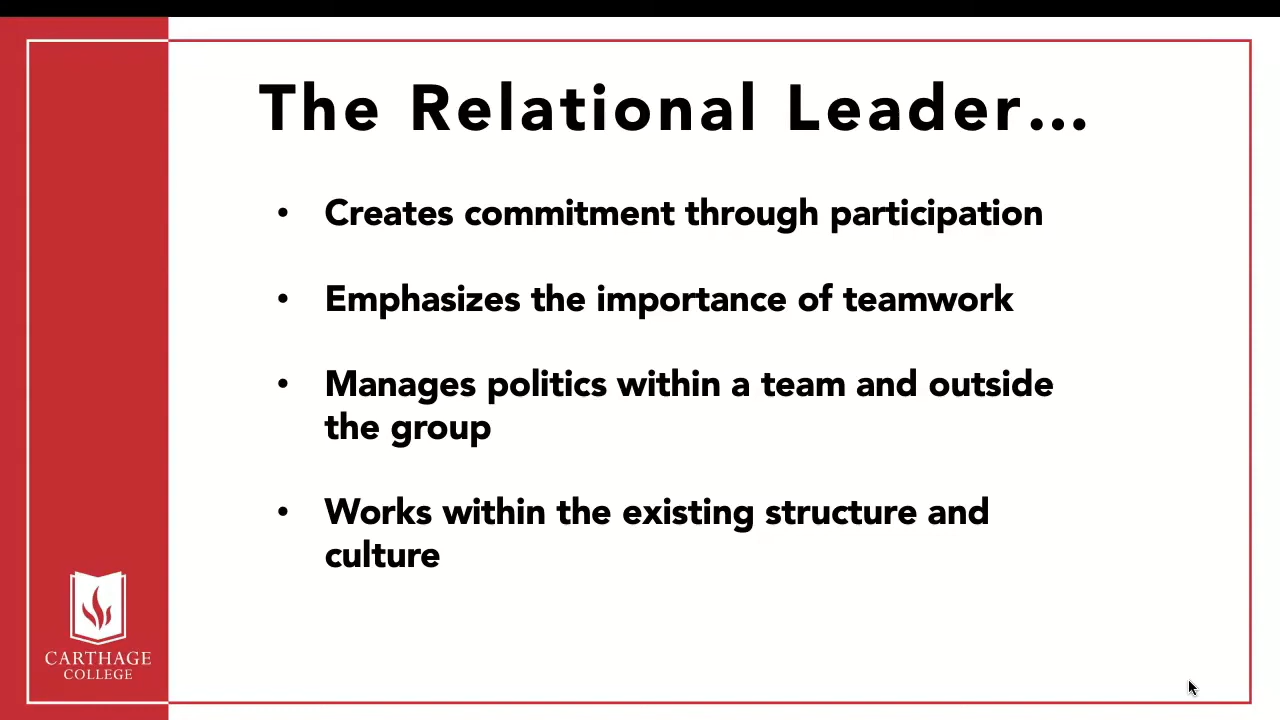 The Relational Leader...
• Creates commitment through participation
• Emphasizes the importance of teamwork
• Manages politics within a team and outside
the group
• Works within the existing structure and
culture
CARTHAGE
COLLEGE